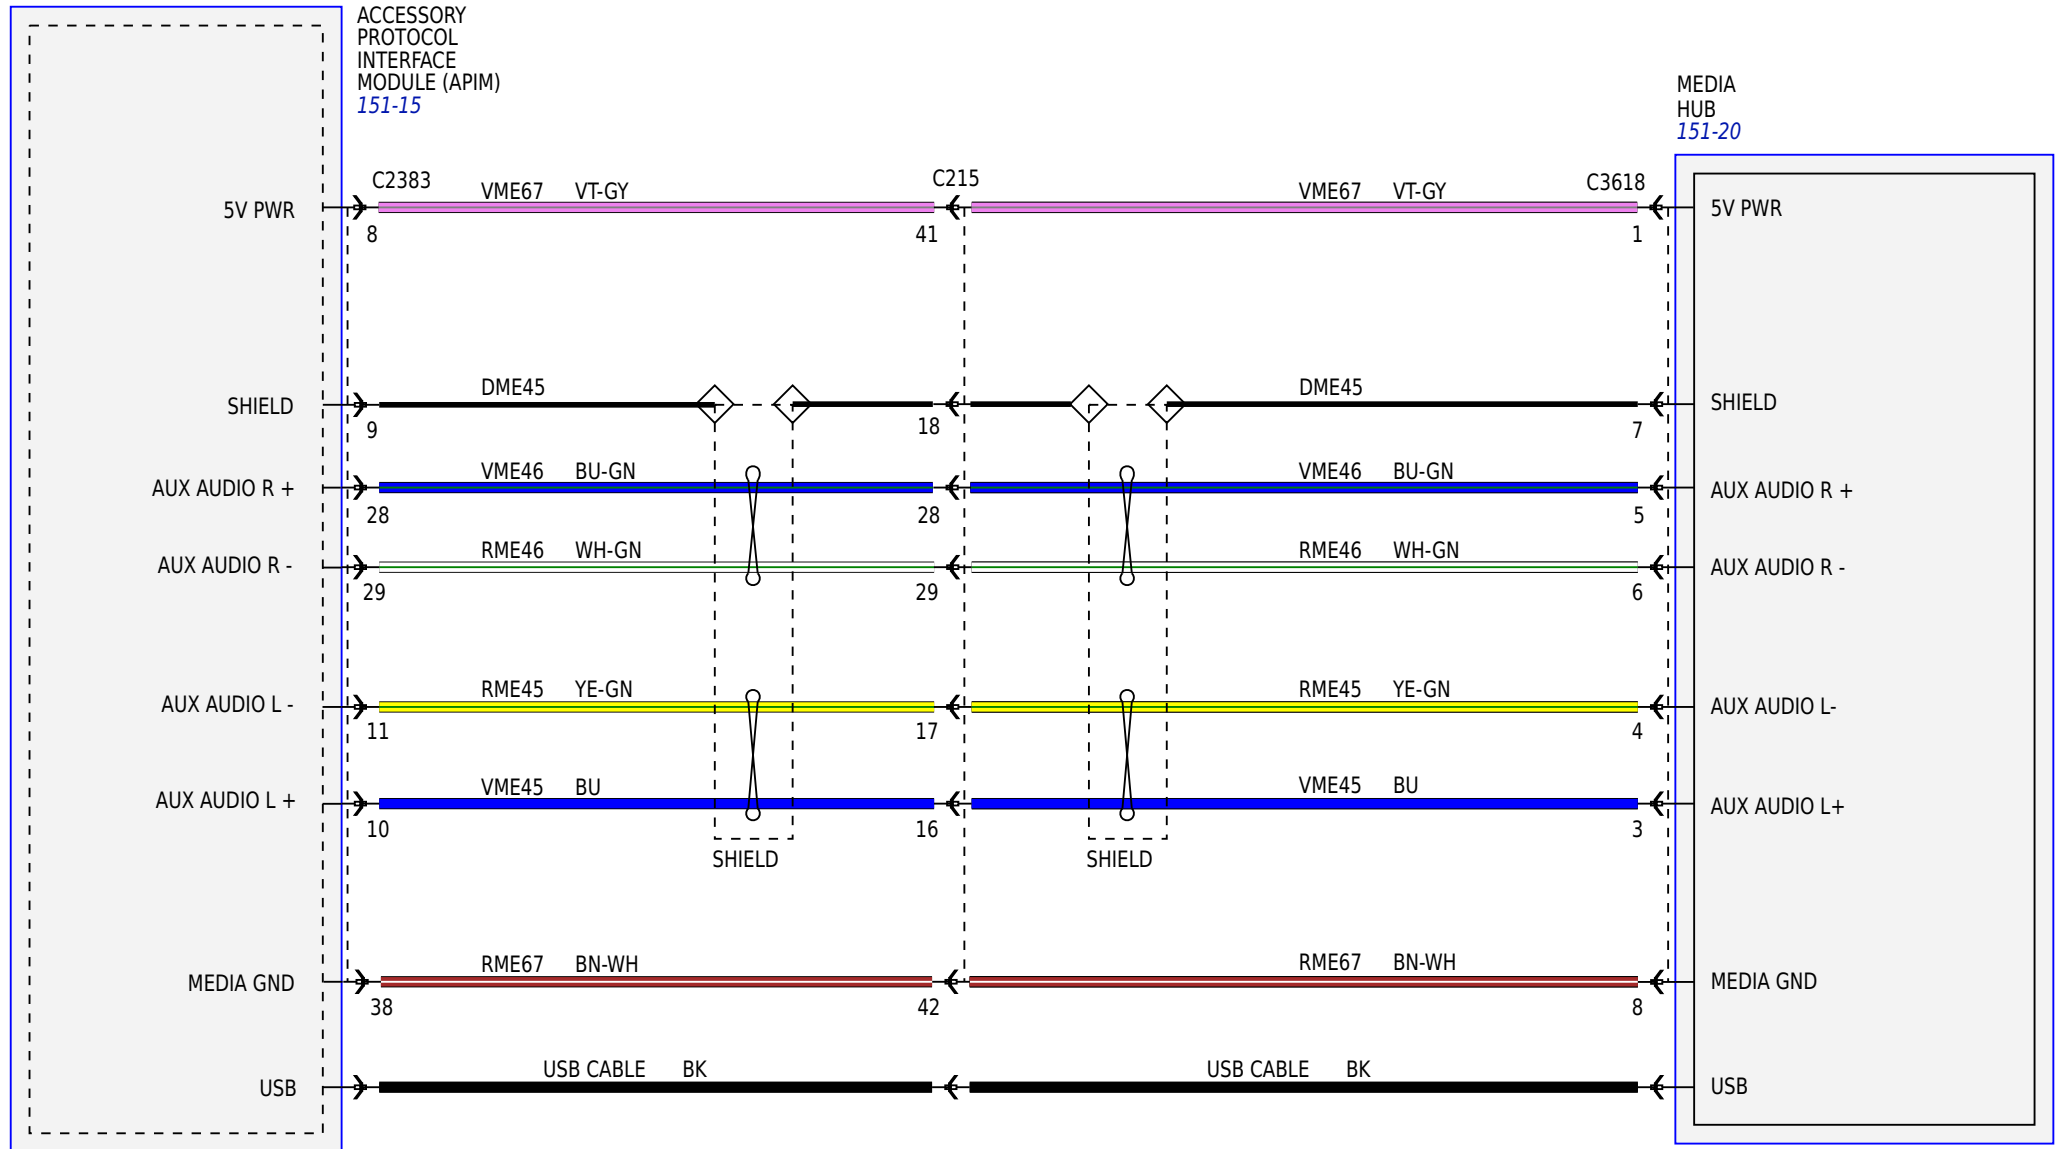 ACCESSORY
PROTOCOL
INTERFACE
MODULE (APIM)
151-15
MEDIA
HUB
151-20
C2383
C215
C3618
5V PWR
VME67 VT-GY
VME67 VT-GY
5V PWR
8
41
1
SHIELD
DME45
DME45
SHIELD
9
18
7
AUX AUDIO R +
VME46 BU-GN
VME46 BU-GN
AUX AUDIO R +
28
28
5
AUX AUDIO R -
RME46 WH-GN
RME46 WH-GN
AUX AUDIO R -
29
29
6
AUX AUDIO L -
RME45 YE-GN
RME45 YE-GN
AUX AUDIO L-
11
17
4
AUX AUDIO L +
VME45 BU
VME45 BU
AUX AUDIO L+
10
16
3
SHIELD
SHIELD
MEDIA GND
RME67 BN-WH
RME67 BN-WH
MEDIA GND
38
42
8
USB
USB CABLE BK
USB CABLE BK
USB